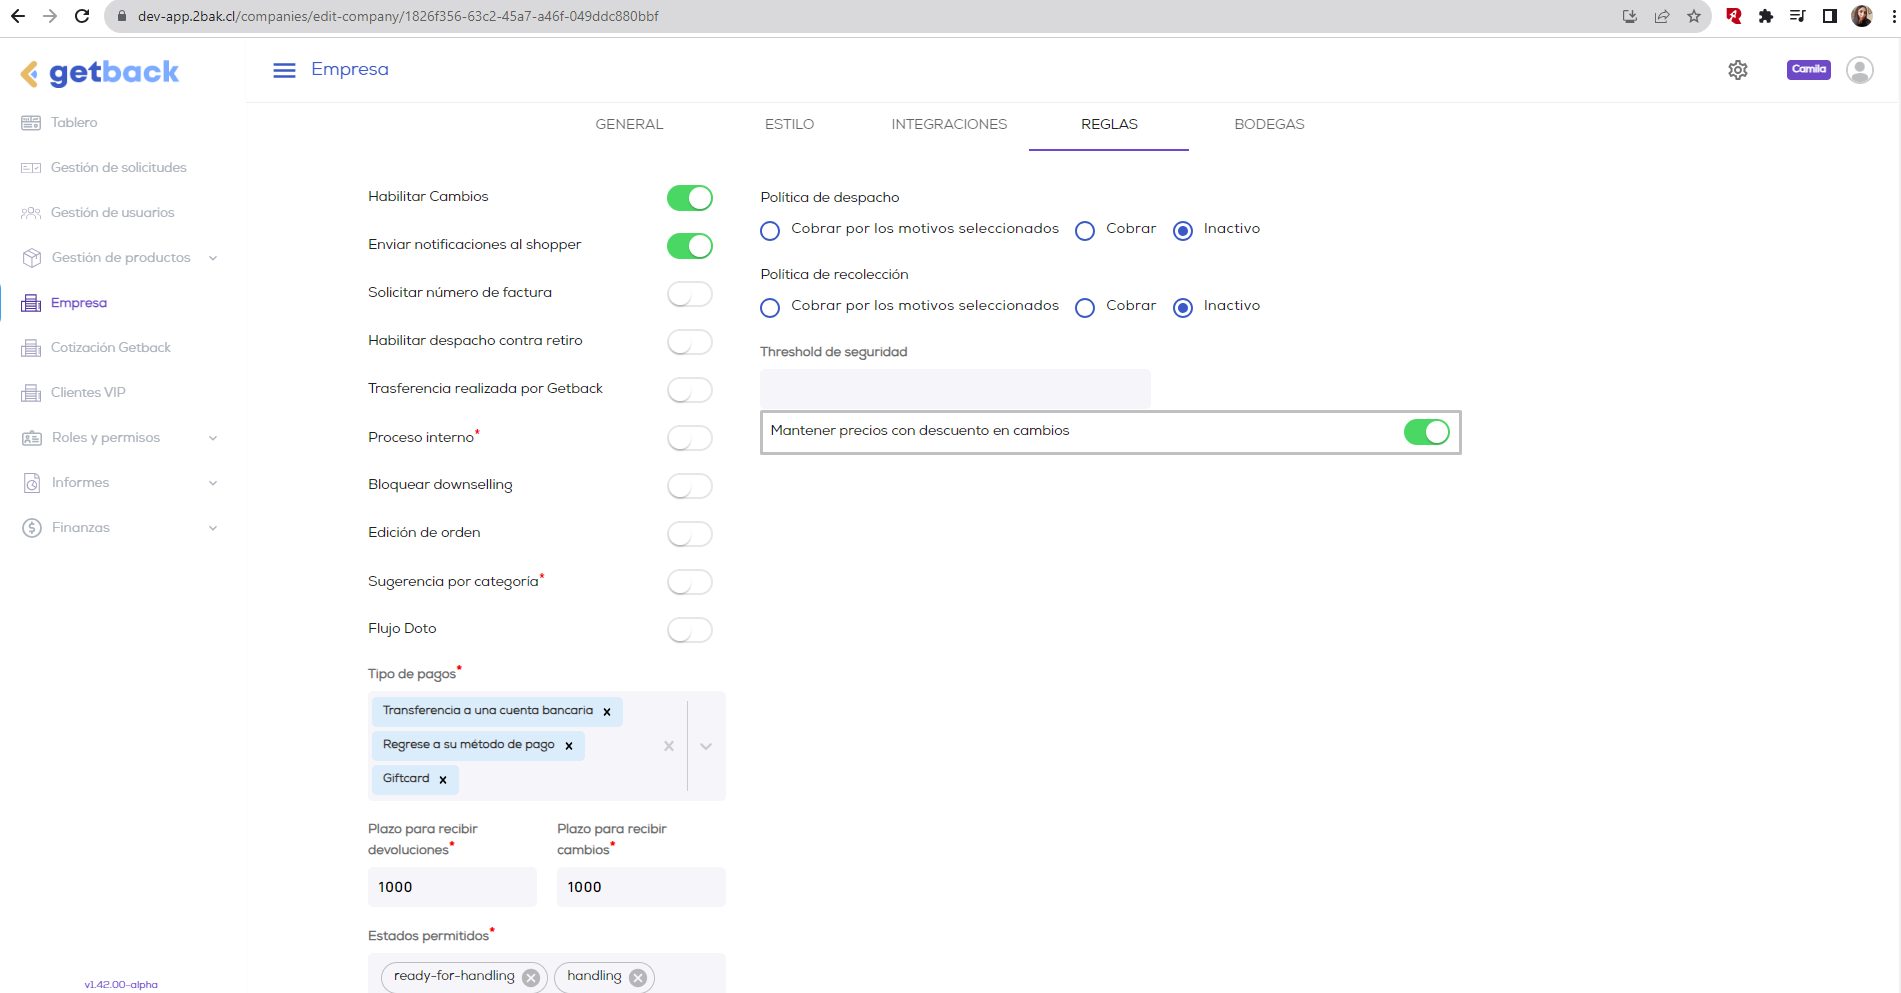 dev-app.2bak.cl/companies/edit-company/1826f356-63c2-45a7-a46f-049ddc880bbf
getback
Empresa
Camila
Tablero
Gestión de solicitudes
Gestión de usuarios
Gestión de productos
Empresa
Cotización Getback
Clientes VIP
Roles y permisos
Informes
Finanzas
v1.42.00-alpha
GENERAL
ESTILO
INTEGRACIONES
REGLAS
BODEGAS
Habilitar Cambios
Enviar notificaciones al shopper
Solicitar número de factura
Habilitar despacho contra retiro
Trasferencia realizada por Getback
Proceso interno*
Bloquear downselling
Edición de orden
Sugerencia por categoría*
Flujo Doto
Tipo de pagos*
Transferencia a una cuenta bancaria x
Regrese a su método de pago x
Giftcard x
Plazo para recibir
devoluciones*
1000
Plazo para recibir
cambios*
1000
Estados permitidos*
ready-for-handling
handling
Política de despacho
Cobrar por los motivos seleccionados
Cobrar
Inactivo
Política de recolección
Cobrar por los motivos seleccionados
Cobrar
Inactivo
Threshold de seguridad
Mantener precios con descuento en cambios